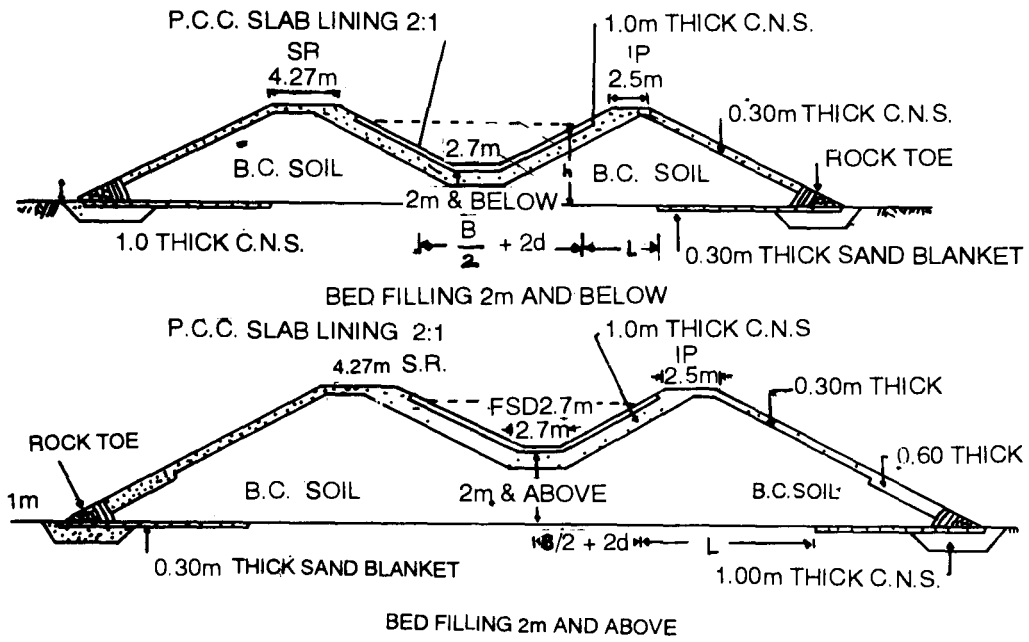 P.C.C. SLAB LINING 2:1
1.0m THICK C.N.S.
SR
4.27m
IP
2.5m
0.30m THICK C.N.S.
2.7m
ROCK TOE
B.C. SOIL
h
B.C. SOIL
2m & BELOW
1.0 THICK C.N.S.
B/2 + 2d
L
0.30m THICK SAND BLANKET
BED FILLING 2m AND BELOW
P.C.C. SLAB LINING 2:1
1.0m THICK C.N.S
4.27m S.R.
IP
2.5m
0.30m THICK
FSD2.7m
2.7m
ROCK TOE
0.60 THICK
1m
B.C. SOIL
2m & ABOVE
B.C.SOIL
B/2 + 2d
L
0.30m THICK SAND BLANKET
1.00m THICK C.N.S.
BED FILLING 2m AND ABOVE